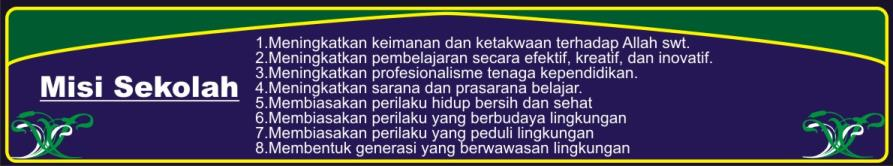 Misi Sekolah
1.Meningkatkan keimanan dan ketakwaan terhadap Allah swt.
2.Meningkatkan pembelajaran secara efektif, kreatif, dan inovatif.
3.Meningkatkan profesionalisme tenaga kependidikan.
4.Meningkatkan sarana dan prasarana belajar.
5.Membiasakan perilaku hidup bersih dan sehat
6.Membiasakan perilaku yang berbudaya lingkungan
7.Membiasakan perilaku yang peduli lingkungan
8.Membentuk generasi yang berwawasan lingkungan